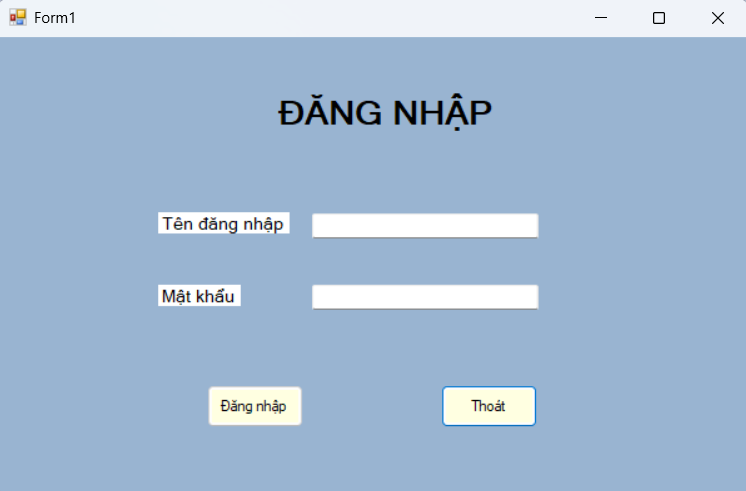 Form1
ĐĂNG NHẬP
Tên đăng nhập
Mật khẩu
Đăng nhập
Thoát